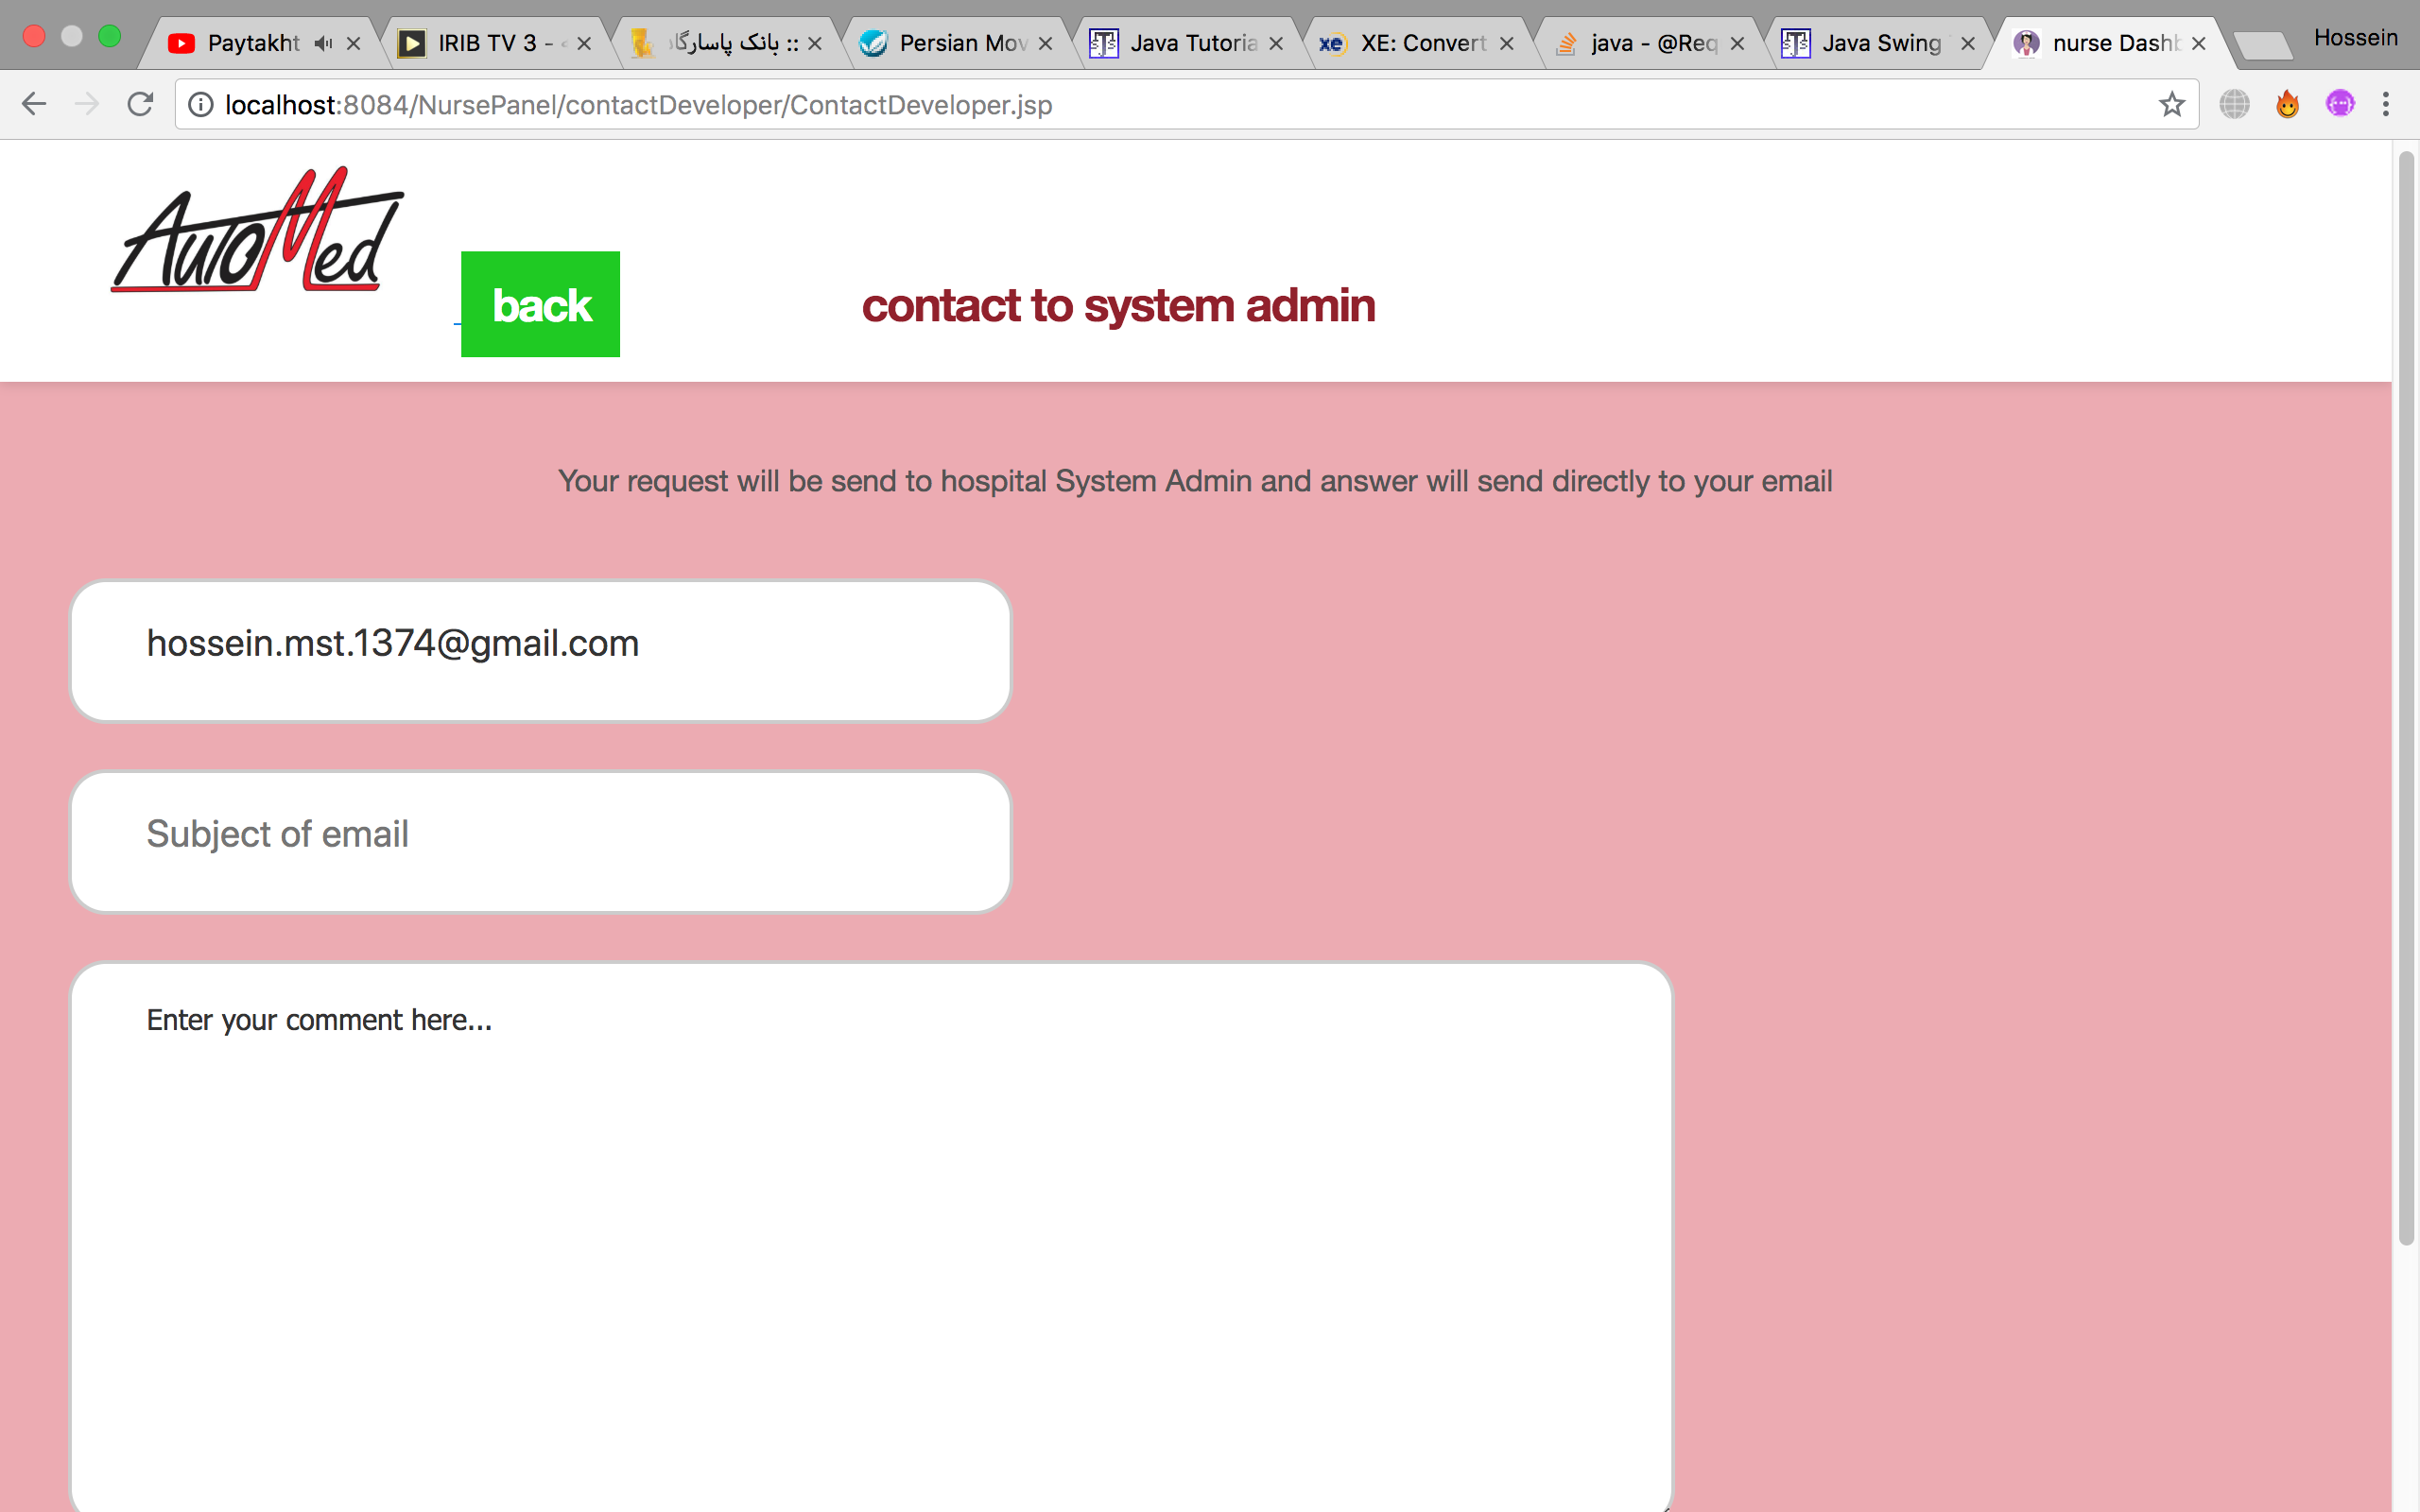 Paytakht
IRIB TV 3 -
بانک پاسارگاد ::
Persian Mov
Java Tutoria
XE: Convert
java - @Req
Java Swing
nurse Dashb
Hossein
localhost:8084/NursePanel/contactDeveloper/ContactDeveloper.jsp
AutoMed
back
contact to system admin
Your request will be send to hospital System Admin and answer will send directly to your email
hossein.mst.1374@gmail.com
Subject of email
Enter your comment here...